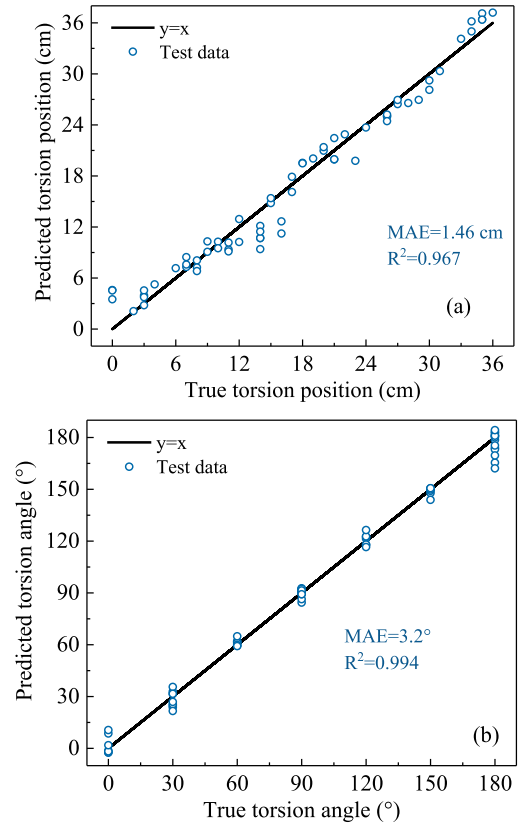 36
30
24
18
12
6
0
Predicted torsion position (cm)
y=x
Test data
MAE=1.46 cm
R²=0.967
(a)
0 6 12 18 24 30 36
True torsion position (cm)
180
150
120
90
60
30
0
Predicted torsion angle (°)
y=x
Test data
MAE=3.2°
R²=0.994
(b)
0 30 60 90 120 150 180
True torsion angle (°)